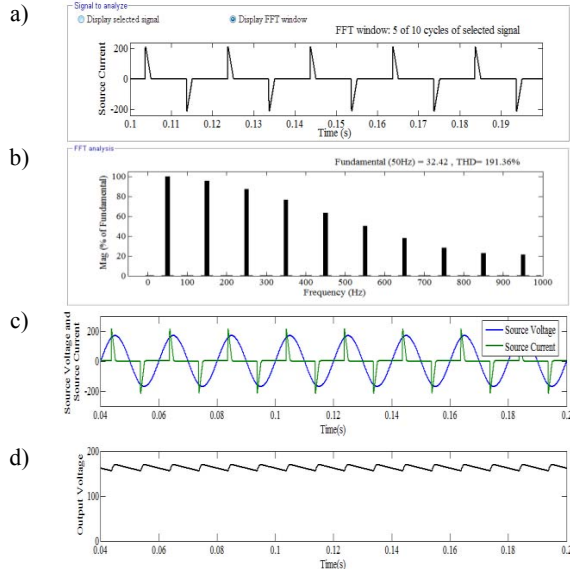 a)
Signal to analyze
Display selected signal
Display FFT window
FFT window: 5 of 10 cycles of selected signal
Source Current
200
0
-200
0.1 0.11 0.12 0.13 0.14 0.15 0.16 0.17 0.18 0.19
Time (s)
b)
FFT analysis
Fundamental (50Hz) = 32.42 , THD= 191.36%
Mag (% of Fundamental)
100
80
60
40
20
0
0 100 200 300 400 500 600 700 800 900 1000
Frequency (Hz)
c)
Source Voltage and
Source Current
200
0
-200
Source Voltage
Source Current
0.04 0.06 0.08 0.1 0.12 0.14 0.16 0.18 0.2
Time(s)
d)
Output Voltage
200
100
0
0.04 0.06 0.08 0.1 0.12 0.14 0.16 0.18 0.2
Time(s)